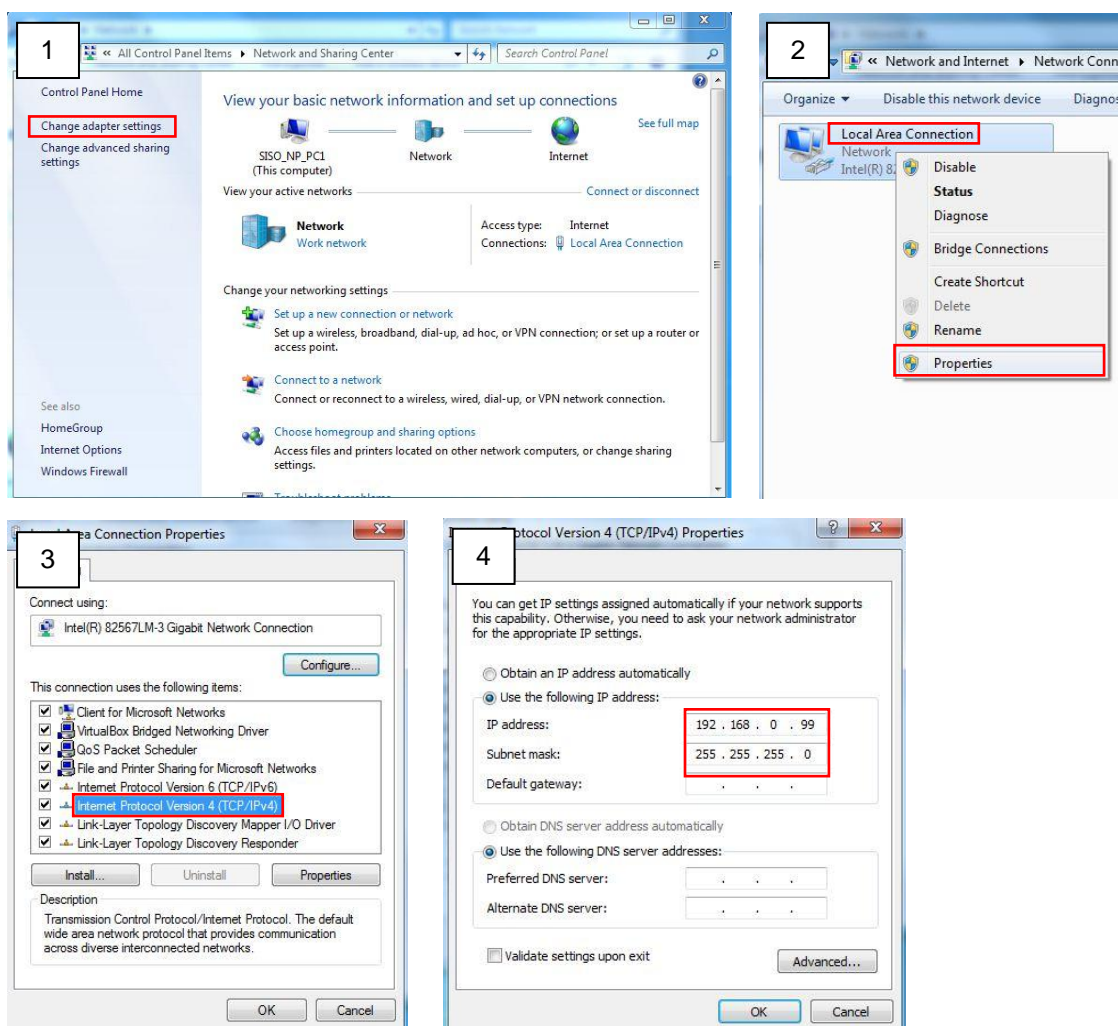 1
« All Control Panel Items ▸ Network and Sharing Center
Search Control Panel
Control Panel Home
Change adapter settings
Change advanced sharing
settings
See also
HomeGroup
Internet Options
Windows Firewall
View your basic network information and set up connections
See full map
SISO_NP_PC1
(This computer)
Network
Internet
View your active networks
Connect or disconnect
Network
Work network
Access type: Internet
Connections: Local Area Connection
Change your networking settings
Set up a new connection or network
Set up a wireless, broadband, dial-up, ad hoc, or VPN connection; or set up a router or
access point.
Connect to a network
Connect or reconnect to a wireless, wired, dial-up, or VPN network connection.
Choose homegroup and sharing options
Access files and printers located on other network computers, or change sharing
settings.
Troubleshoot problems
2
« Network and Internet ▸ Network Conn
Organize Disable this network device Diagnos
Local Area Connection
Network
Intel(R) 82
Disable
Status
Diagnose
Bridge Connections
Create Shortcut
Delete
Rename
Properties
3
ea Connection Properties
Connect using:
Intel(R) 82567LM-3 Gigabit Network Connection
Configure...
This connection uses the following items:
Client for Microsoft Networks
VirtualBox Bridged Networking Driver
QoS Packet Scheduler
File and Printer Sharing for Microsoft Networks
Internet Protocol Version 6 (TCP/IPv6)
Internet Protocol Version 4 (TCP/IPv4)
Link-Layer Topology Discovery Mapper I/O Driver
Link-Layer Topology Discovery Responder
Install... Uninstall Properties
Description
Transmission Control Protocol/Internet Protocol. The default
wide area network protocol that provides communication
across diverse interconnected networks.
OK Cancel
4
otocol Version 4 (TCP/IPv4) Properties
You can get IP settings assigned automatically if your network supports
this capability. Otherwise, you need to ask your network administrator
for the appropriate IP settings.
Obtain an IP address automatically
Use the following IP address:
IP address: 192 . 168 . 0 . 99
Subnet mask: 255 . 255 . 255 . 0
Default gateway: . . .
Obtain DNS server address automatically
Use the following DNS server addresses:
Preferred DNS server: . . .
Alternate DNS server: . . .
Validate settings upon exit
Advanced...
OK Cancel